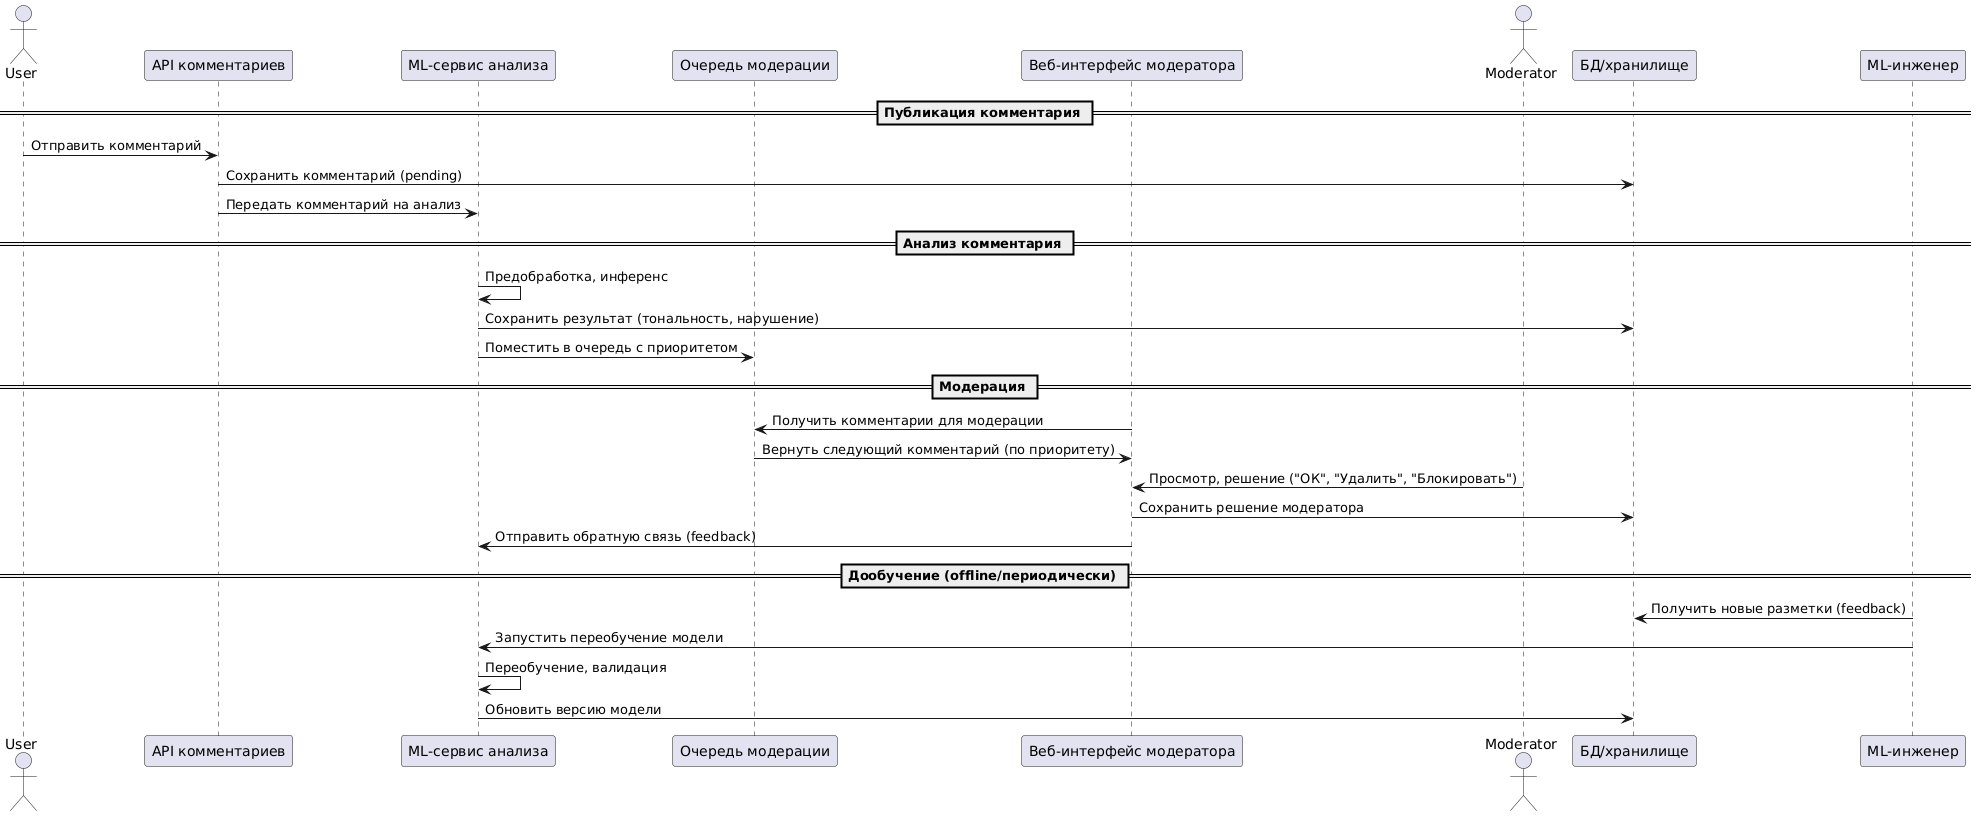 User
API комментариев
ML-сервис анализа
Очередь модерации
Веб-интерфейс модератора
Moderator
БД/хранилище
ML-инженер
Публикация комментария
Отправить комментарий
Сохранить комментарий (pending)
Передать комментарий на анализ
Анализ комментария
Предобработка, инференс
Сохранить результат (тональность, нарушение)
Поместить в очередь с приоритетом
Модерация
Получить комментарии для модерации
Вернуть следующий комментарий (по приоритету)
Просмотр, решение ("ОК", "Удалить", "Блокировать")
Сохранить решение модератора
Отправить обратную связь (feedback)
Дообучение (offline/периодически)
Получить новые разметки (feedback)
Запустить переобучение модели
Переобучение, валидация
Обновить версию модели
User
API комментариев
ML-сервис анализа
Очередь модерации
Веб-интерфейс модератора
Moderator
БД/хранилище
ML-инженер